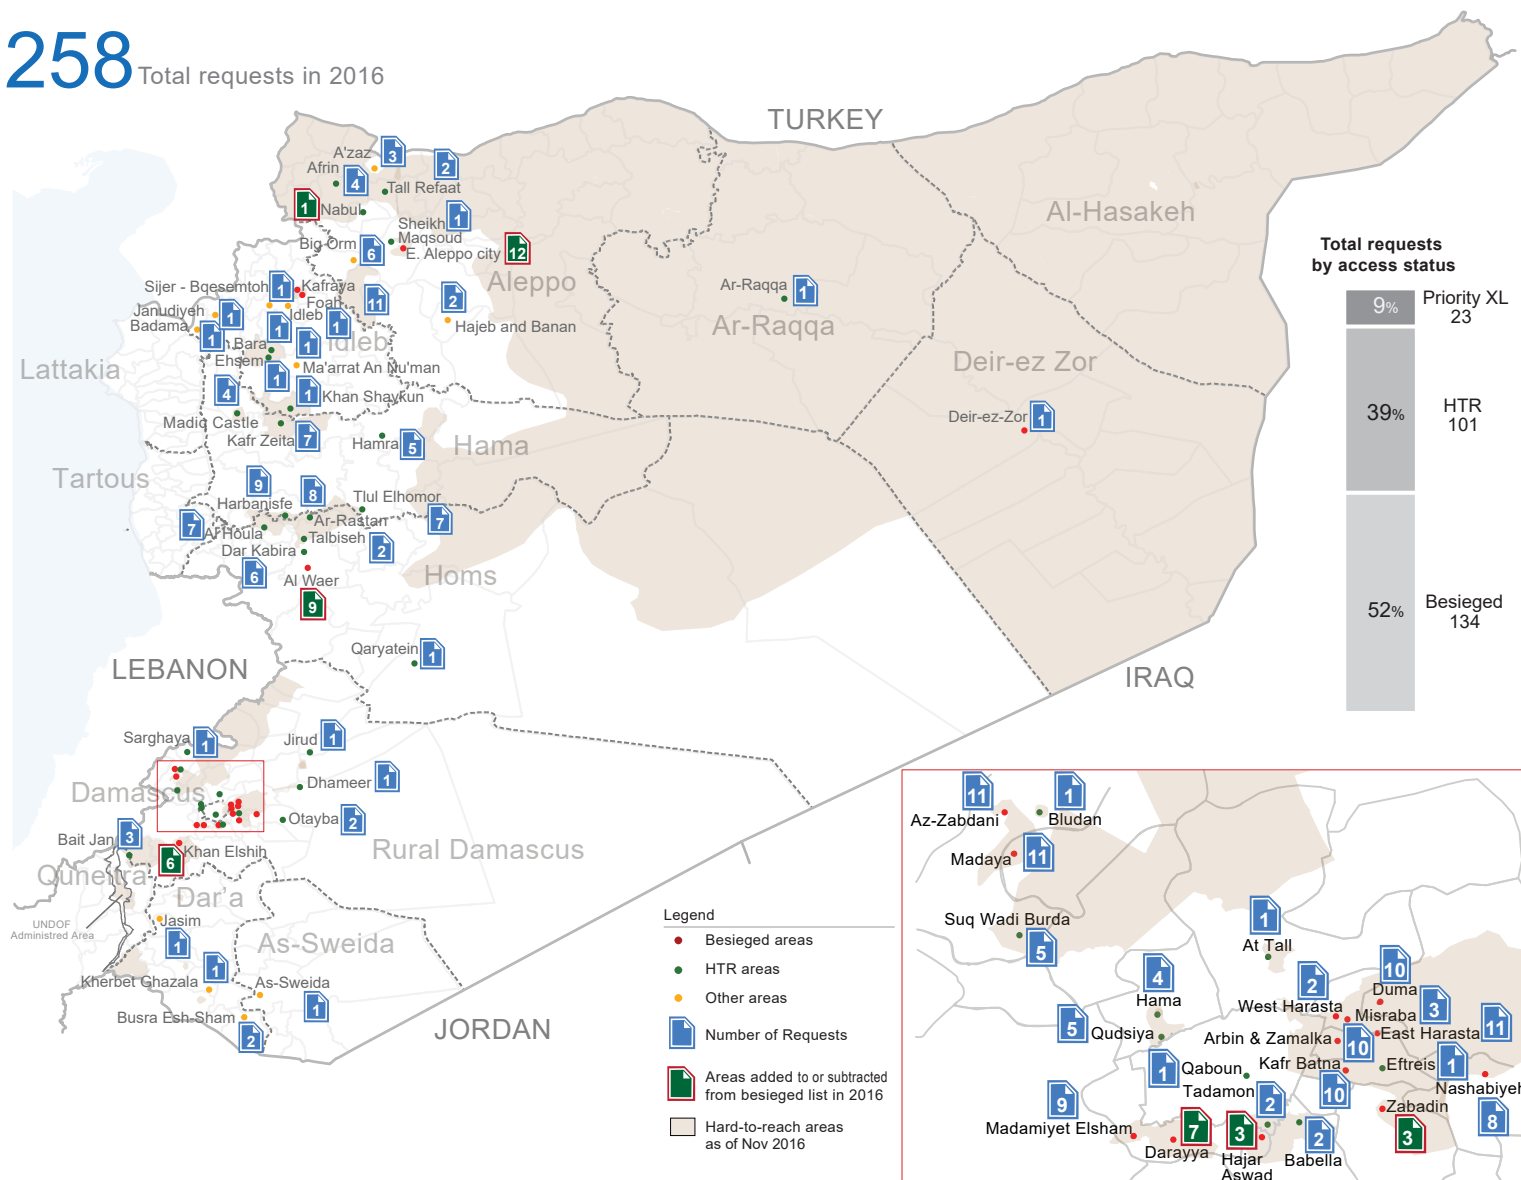 258 Total requests in 2016
TURKEY
A'zaz
3
2
Afrin
4
Tall Refaat
1
Nabul
Sheikh
Maqsoud
1
Big Orm
6
E. Aleppo city
12
Aleppo
Al-Hasakeh
Total requests
by access status
9%
Priority XL
23
39%
HTR
101
52%
Besieged
134
Sijer - Bqesemtoh
1
Kafraya
Foah
11
2
Ar-Raqqa
1
Ar-Raqqa
Janudiyeh
1
Badama
1
Idleb
1
1
Hajeb and Banan
Bara
1
Idleb
Ehsem
1
Ma'arrat An Nu'man
Deir-ez Zor
Lattakia
4
1
Khan Shaykun
Deir-ez-Zor
1
Madiq Castle
Kafr Zeita
7
Hamra
5
Hama
Tartous
9
8
Harbanisfe
Tlul Elhomor
7
7
Al Houla
Ar-Rastan
Talbiseh
2
Dar Kabira
6
Al Waer
9
Homs
Qaryatein
1
LEBANON
IRAQ
Sarghaya
1
Jirud
1
Damascus
Dhameer
1
Otayba
2
Bait Jan
3
6
Khan Elshih
Rural Damascus
Quneitra
Dar'a
UNDOF
Administred Area
Jasim
1
As-Sweida
1
Kherbet Ghazala
As-Sweida
1
Busra Esh-Sham
2
JORDAN
Legend
Besieged areas
HTR areas
Other areas
Number of Requests
Areas added to or subtracted
from besieged list in 2016
Hard-to-reach areas
as of Nov 2016
11
1
Az-Zabdani
Bludan
Madaya
11
Suq Wadi Burda
5
1
At Tall
4
Hama
2
10
Duma
West Harasta
Misraba
3
5
Qudsiya
Arbin & Zamalka
10
East Harasta
11
1
Qaboun
Kafr Batna
10
Eftreis
1
Nashabiyeh
8
Tadamon
2
9
Madamiyet Elsham
Zabadin
3
7
Darayya
3
Hajar
Aswad
2
Babella